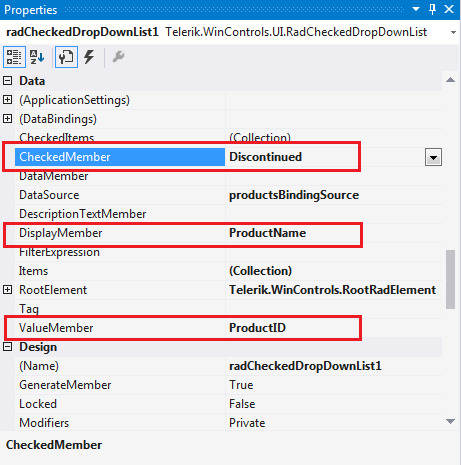 Properties
radCheckedDropDownList1 Telerik.WinControls.UI.RadCheckedDropDownList
Data
(ApplicationSettings)
(DataBindings)
CheckedItems (Collection)
CheckedMember Discontinued
DataMember
DataSource productsBindingSource
DescriptionTextMember
DisplayMember ProductName
FilterExpression
Items (Collection)
RootElement Telerik.WinControls.RootRadElement
Tag
ValueMember ProductID
Design
(Name) radCheckedDropDownList1
GenerateMember True
Locked False
Modifiers Private
CheckedMember